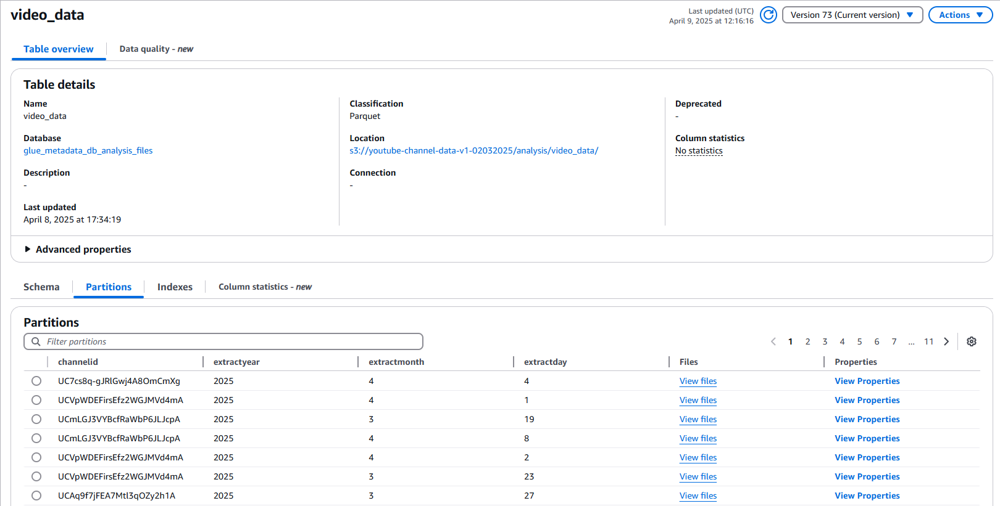 video_data
Last updated (UTC)
April 9, 2025 at 12:16:16
Version 73 (Current version)
Actions
Table overview
Data quality - new
Table details
Name
video_data
Database
glue_metadata_db_analysis_files
Description
-
Last updated
April 8, 2025 at 17:34:19
Classification
Parquet
Location
s3://youtube-channel-data-v1-02032025/analysis/video_data/
Connection
-
Deprecated
-
Column statistics
No statistics
Advanced properties
Schema
Partitions
Indexes
Column statistics - new
Partitions
Filter partitions
1 2 3 4 5 6 7 ... 11
channelid extractyear extractmonth extractday Files Properties
UC7cs8q-gJRlGwj4A8OmCmXg 2025 4 4 View files View Properties
UCVpWDEFirsEfz2WGJMVd4mA 2025 4 1 View files View Properties
UCmLGJ3VYBcfRaWbP6JLJcpA 2025 3 19 View files View Properties
UCmLGJ3VYBcfRaWbP6JLJcpA 2025 4 8 View files View Properties
UCVpWDEFirsEfz2WGJMVd4mA 2025 4 2 View files View Properties
UCVpWDEFirsEfz2WGJMVd4mA 2025 3 23 View files View Properties
UCAq9f7jFEA7Mtl3qOZy2h1A 2025 3 27 View files View Properties